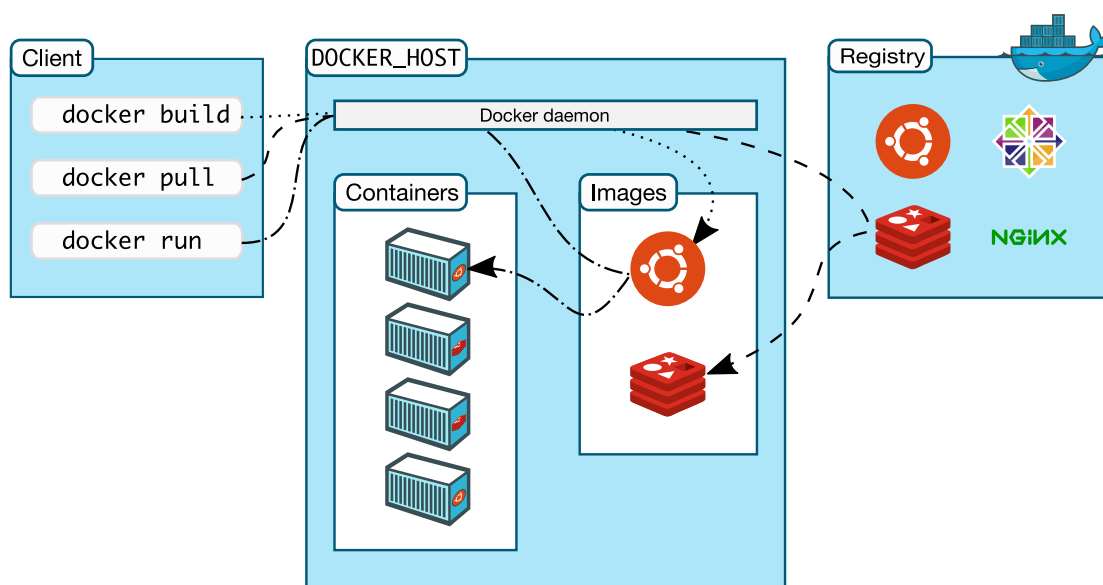 Client
docker build
docker pull
docker run
DOCKER_HOST
Docker daemon
Containers
Images
Registry
NGiNX